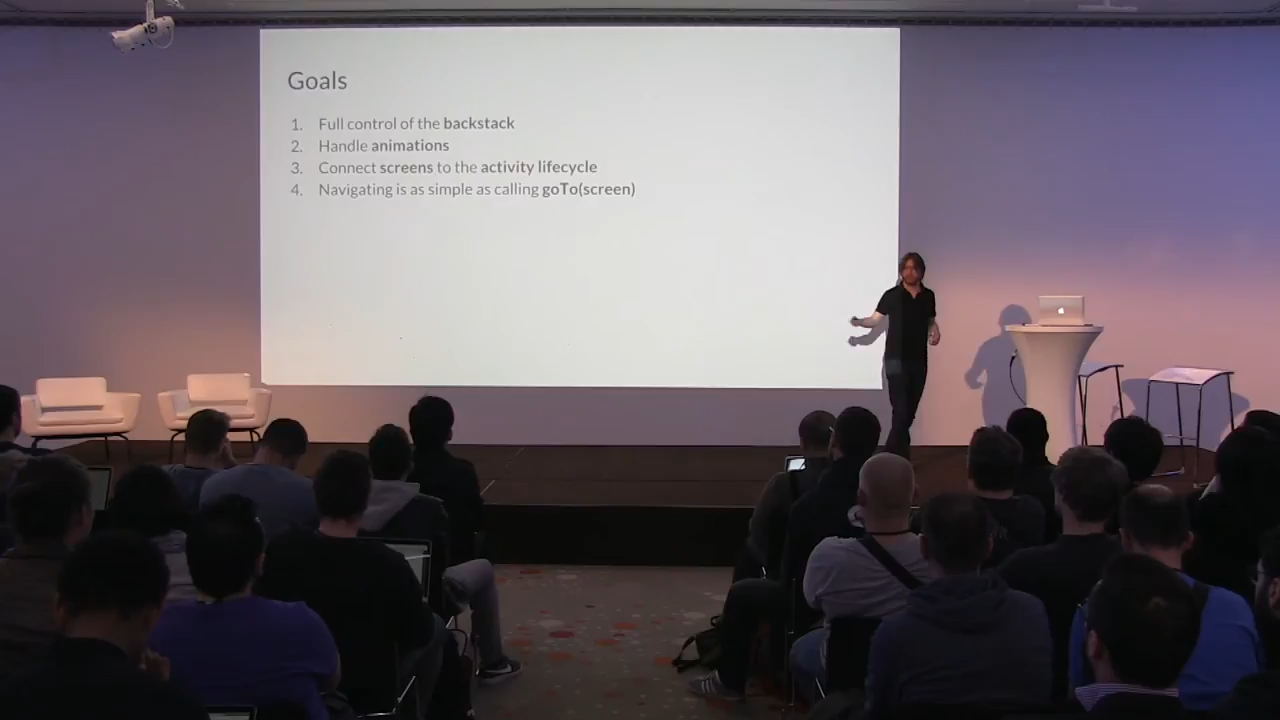 Goals
1. Full control of the backstack
2. Handle animations
3. Connect screens to the activity lifecycle
4. Navigating is as simple as calling goTo(screen)